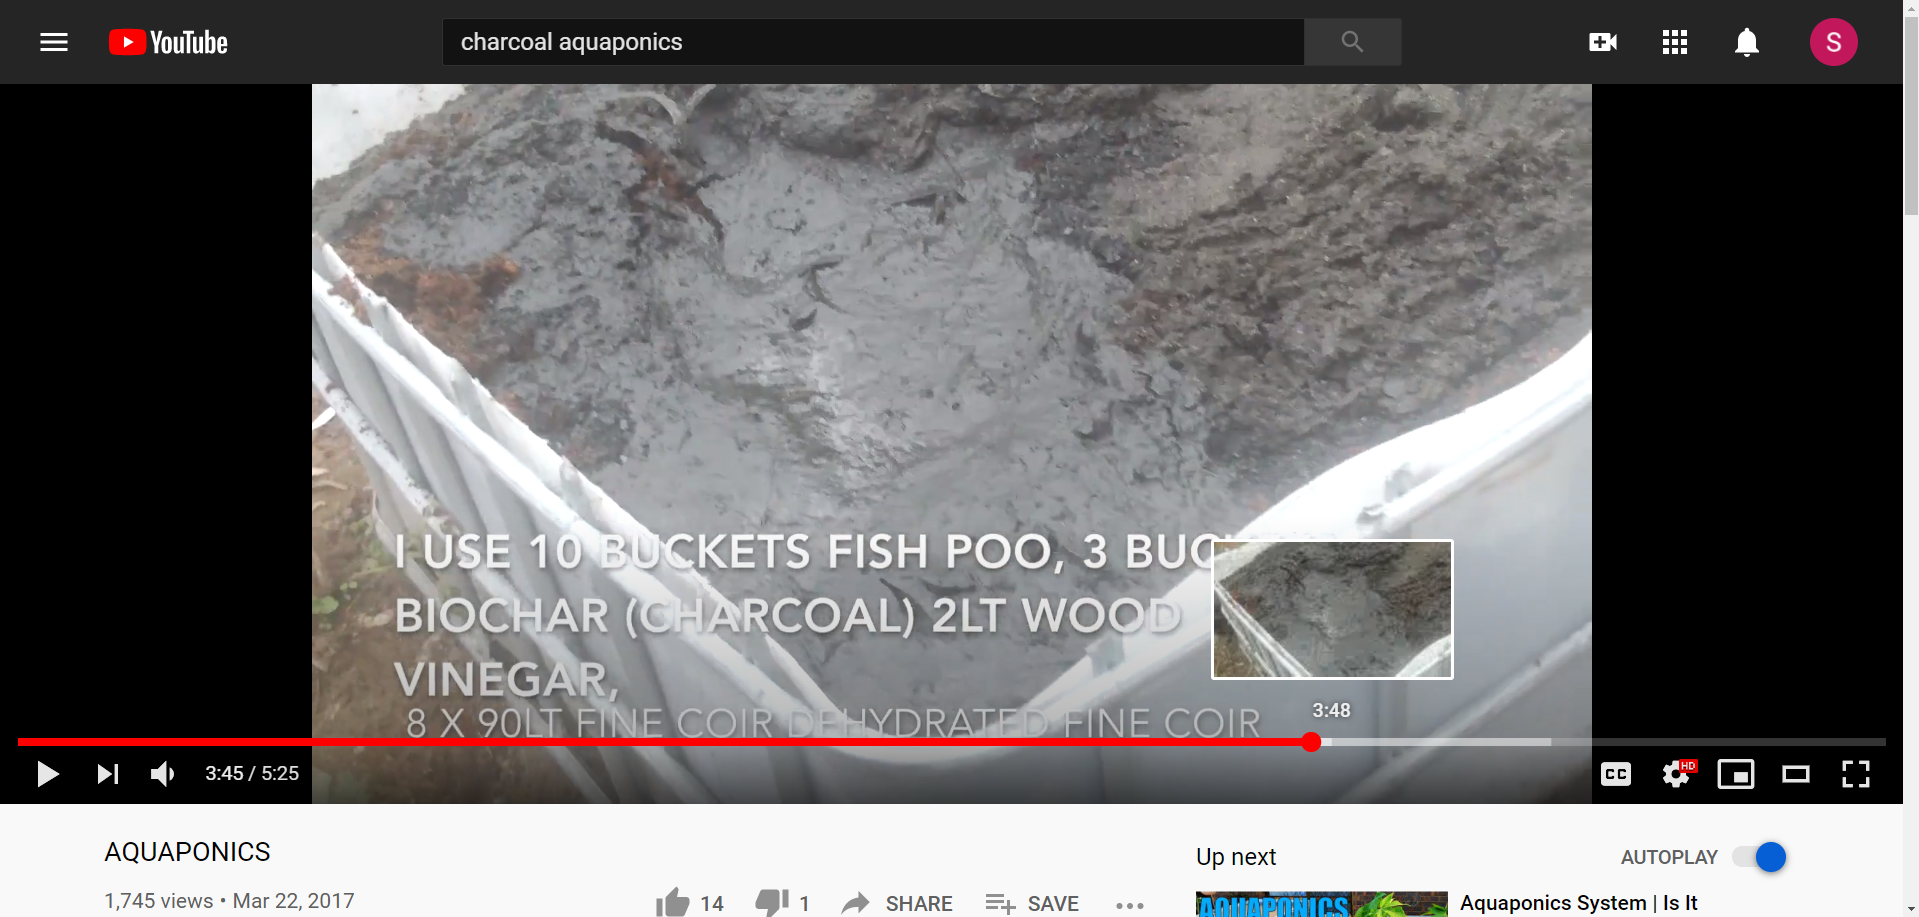 YouTube
charcoal aquaponics
S
I USE 10 BUCKETS FISH POO, 3
BIOCHAR (CHARCOAL) 2LT WOOD
VINEGAR,
8 X 90LT FINE COIR DEHYDRATED FINE COIR
3:48
3:45 / 5:25
CC
HD
AQUAPONICS
1,745 views • Mar 22, 2017
14
1
SHARE
SAVE
Up next
AUTOPLAY
AQUAPONICS
Aquaponics System | Is It